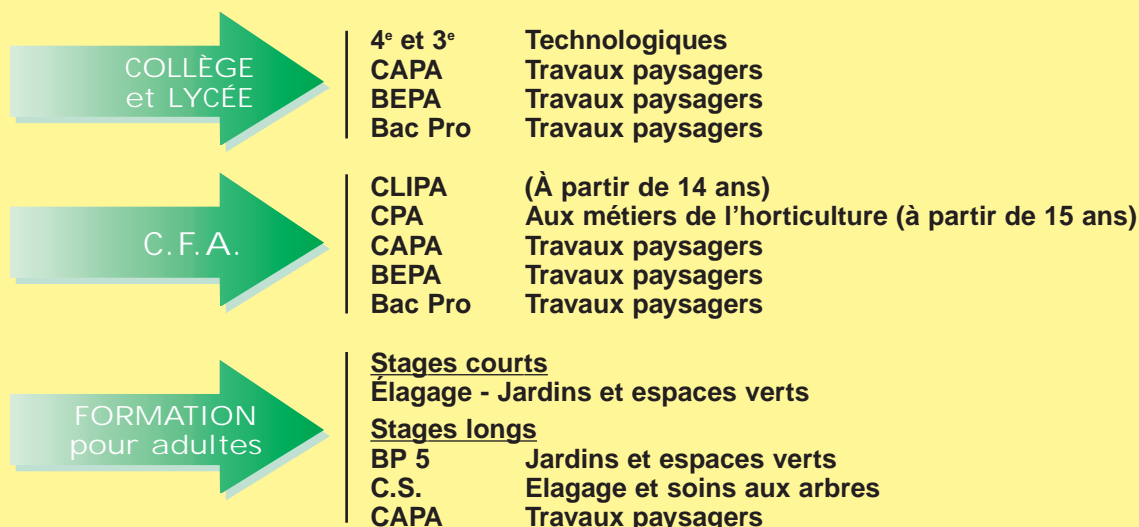 COLLÈGE
et LYCÉE
4e et 3e Technologiques
CAPA Travaux paysagers
BEPA Travaux paysagers
Bac Pro Travaux paysagers
C.F.A.
CLIPA (À partir de 14 ans)
CPA Aux métiers de l'horticulture (à partir de 15 ans)
CAPA Travaux paysagers
BEPA Travaux paysagers
Bac Pro Travaux paysagers
FORMATION
pour adultes
Stages courts
Élagage - Jardins et espaces verts
Stages longs
BP 5 Jardins et espaces verts
C.S. Elagage et soins aux arbres
CAPA Travaux paysagers